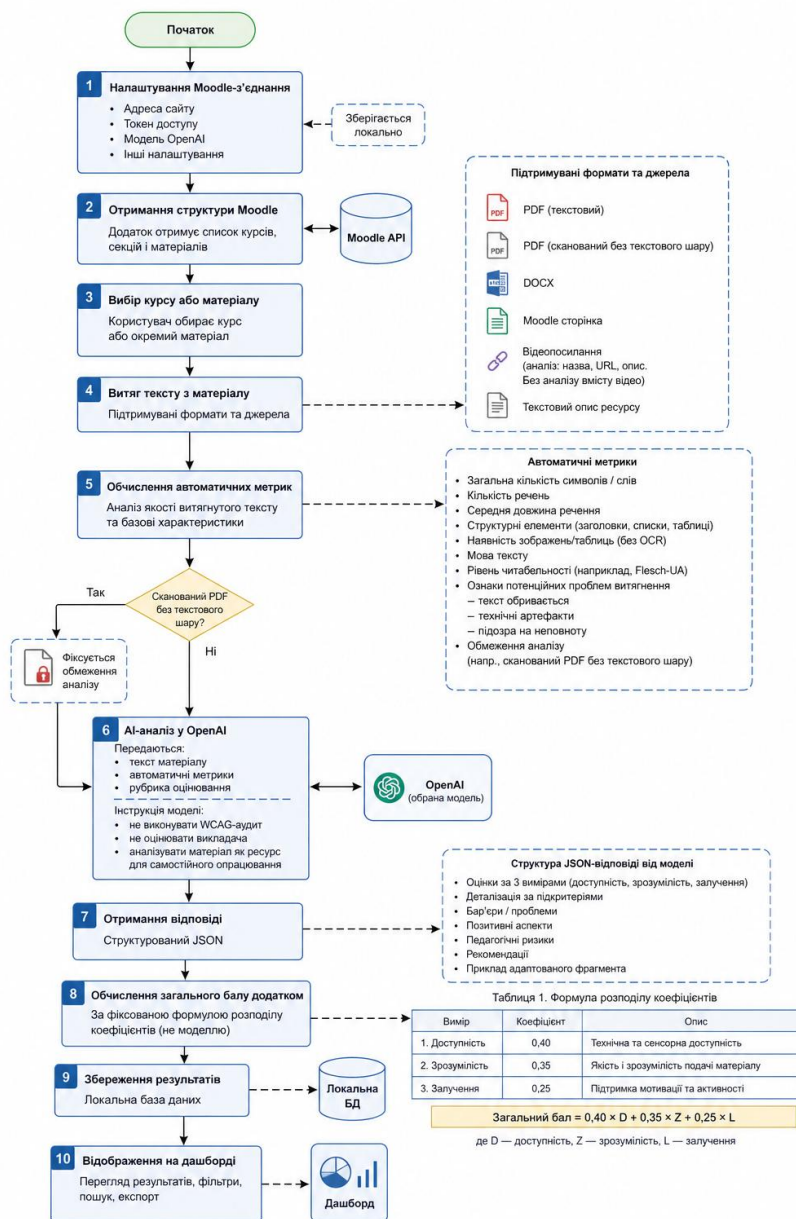 Початок
1 Налаштування Moodle-з'єднання
• Адреса сайту
• Токен доступу
• Модель OpenAI
• Інші налаштування
Зберігається
локально
2 Отримання структури Moodle
Додаток отримує список курсів,
секцій і матеріалів
Moodle API
3 Вибір курсу або матеріалу
Користувач обирає курс
або окремий матеріал
4 Витяг тексту з матеріалу
Підтримувані формати та джерела
Підтримувані формати та джерела
PDF PDF (текстовий)
PDF PDF (сканований без текстового шару)
DOCX
Moodle сторінка
Відеопосилання
(аналіз: назва, URL, опис.
Без аналізу вмісту відео)
Текстовий опис ресурсу
5 Обчислення автоматичних метрик
Аналіз якості витягнутого тексту
та базові характеристики
Автоматичні метрики
• Загальна кількість символів / слів
• Кількість речень
• Середня довжина речення
• Структурні елементи (заголовки, списки, таблиці)
• Наявність зображень/таблиць (без OCR)
• Мова тексту
• Рівень читабельності (наприклад, Flesch-UA)
• Ознаки потенційних проблем витягнення
– текст обривається
– технічні артефакти
– підозра на неповноту
• Обмеження аналізу
(напр., сканований PDF без текстового шару)
Сканований PDF
без текстового
шару?
Так
Ні
Фіксується
обмеження
аналізу
6 AI-аналіз у OpenAI
Передаються:
• текст матеріалу
• автоматичні метрики
• рубрика оцінювання
Інструкція моделі:
• не виконувати WCAG-аудит
• не оцінювати викладача
• аналізувати матеріал як ресурс
для самостійного опрацювання
OpenAI
(обрана модель)
7 Отримання відповіді
Структурований JSON
Структура JSON-відповіді від моделі
• Оцінки за 3 вимірами (доступність, зрозумілість, залучення)
• Деталізація за підкритеріями
• Бар'єри / проблеми
• Позитивні аспекти
• Педагогічні ризики
• Рекомендації
• Приклад адаптованого фрагмента
8 Обчислення загального балу додатком
За фіксованою формулою розподілу
коефіцієнтів (не моделлю)
Таблиця 1. Формула розподілу коефіцієнтів
Вимір Коефіцієнт Опис
1. Доступність 0,40 Технічна та сенсорна доступність
2. Зрозумілість 0,35 Якість і зрозумілість подачі матеріалу
3. Залучення 0,25 Підтримка мотивації та активності
Загальний бал = 0,40 × D + 0,35 × Z + 0,25 × L
де D — доступність, Z — зрозумілість, L — залучення
9 Збереження результатів
Локальна база даних
Локальна
БД
10 Відображення на дашборді
Перегляд результатів, фільтри,
пошук, експорт
Дашборд